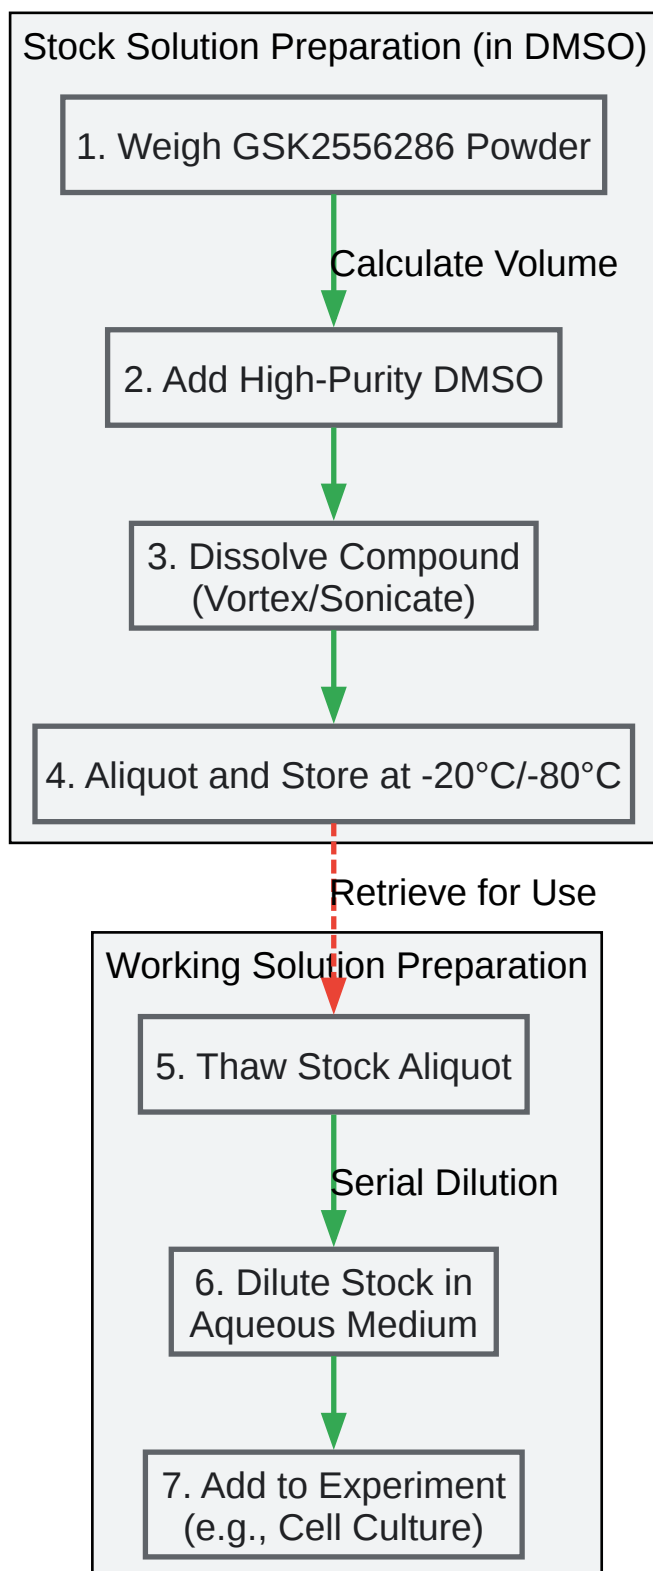 Stock Solution Preparation (in DMSO)
1. Weigh GSK2556286 Powder
Calculate Volume
2. Add High-Purity DMSO
3. Dissolve Compound
(Vortex/Sonicate)
4. Aliquot and Store at -20°C/-80°C
Retrieve for Use
Working Solution Preparation
5. Thaw Stock Aliquot
Serial Dilution
6. Dilute Stock in
Aqueous Medium
7. Add to Experiment
(e.g., Cell Culture)